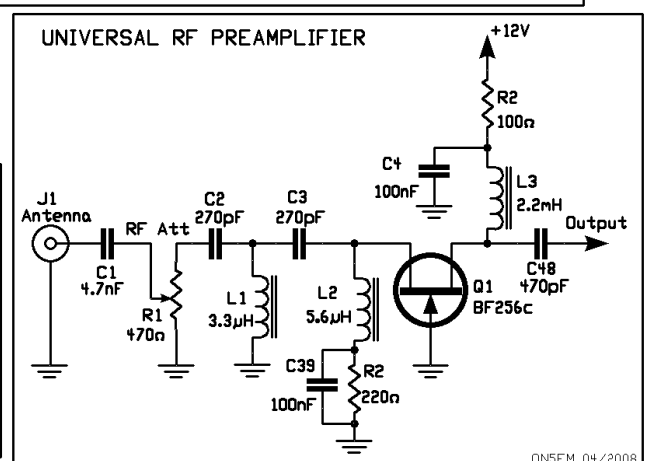 UNIVERSAL RF PREAMPLIFIER
+12V
R2
100Ω
C4
100nF
L3
2.2mH
J1
Antenna
C1
4.7nF
RF Att
R1
470Ω
C2
270pF
C3
270pF
L1
3.3µH
L2
5.6µH
C39
100nF
R2
220Ω
Q1
BF256c
C48
470pF
Output
ON5FM 04/2008